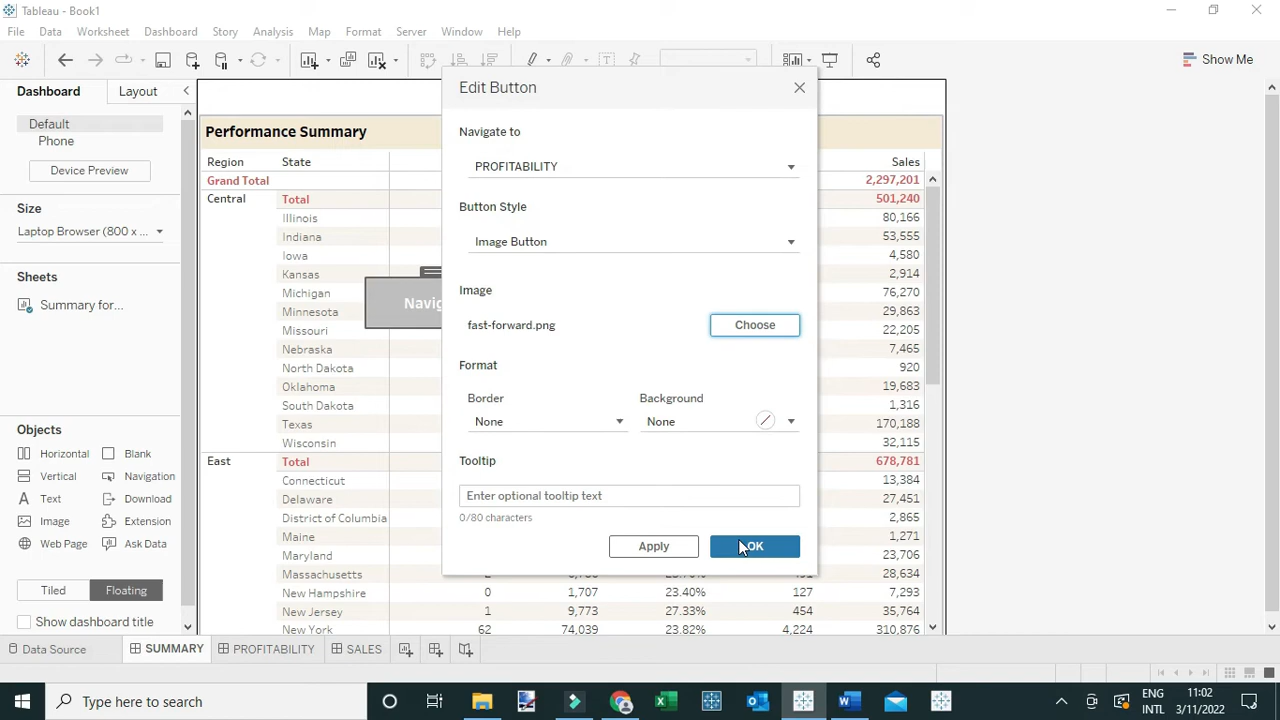 Tableau - Book1
File Data Worksheet Dashboard Story Analysis Map Format Server Window Help
Show Me
Dashboard Layout
Default
Phone
Device Preview
Size
Laptop Browser (800 x ...
Sheets
Summary for...
Objects
Horizontal Blank
Vertical Navigation
Text Download
Image Extension
Web Page Ask Data
Tiled Floating
Show dashboard title
Performance Summary
Region State Sales
Grand Total 2,297,201
Central Total 501,240
Illinois 80,166
Indiana 53,555
Iowa 4,580
Kansas 2,914
Michigan 76,270
Minnesota 29,863
Missouri 22,205
Nebraska 7,465
North Dakota 920
Oklahoma 19,683
South Dakota 1,316
Texas 170,188
Wisconsin 32,115
East Total 678,781
Connecticut 13,384
Delaware 27,451
District of Columbia 2,865
Maine 1,271
Maryland 23,706
Massachusetts 28,634
New Hampshire 0 1,707 23.40% 127 7,293
New Jersey 1 9,773 27.33% 454 35,764
New York 62 74,039 23.82% 4,224 310,876
Navig
Edit Button
Navigate to
PROFITABILITY
Button Style
Image Button
Image
fast-forward.png Choose
Format
Border Background
None None
Tooltip
Enter optional tooltip text
0/80 characters
Apply OK
Data Source SUMMARY PROFITABILITY SALES
Type here to search
ENG
INTL
11:02
3/11/2022